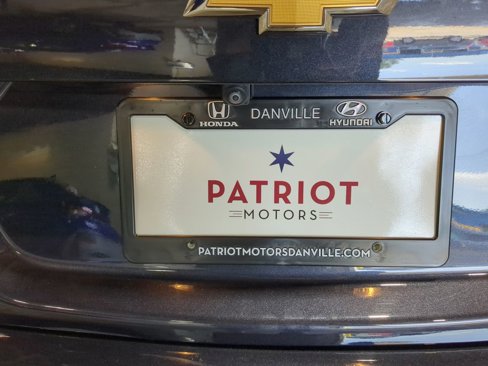 HONDA DANVILLE HYUNDAI
PATRIOT
MOTORS
PATRIOTMOTORSDANVILLE.COM